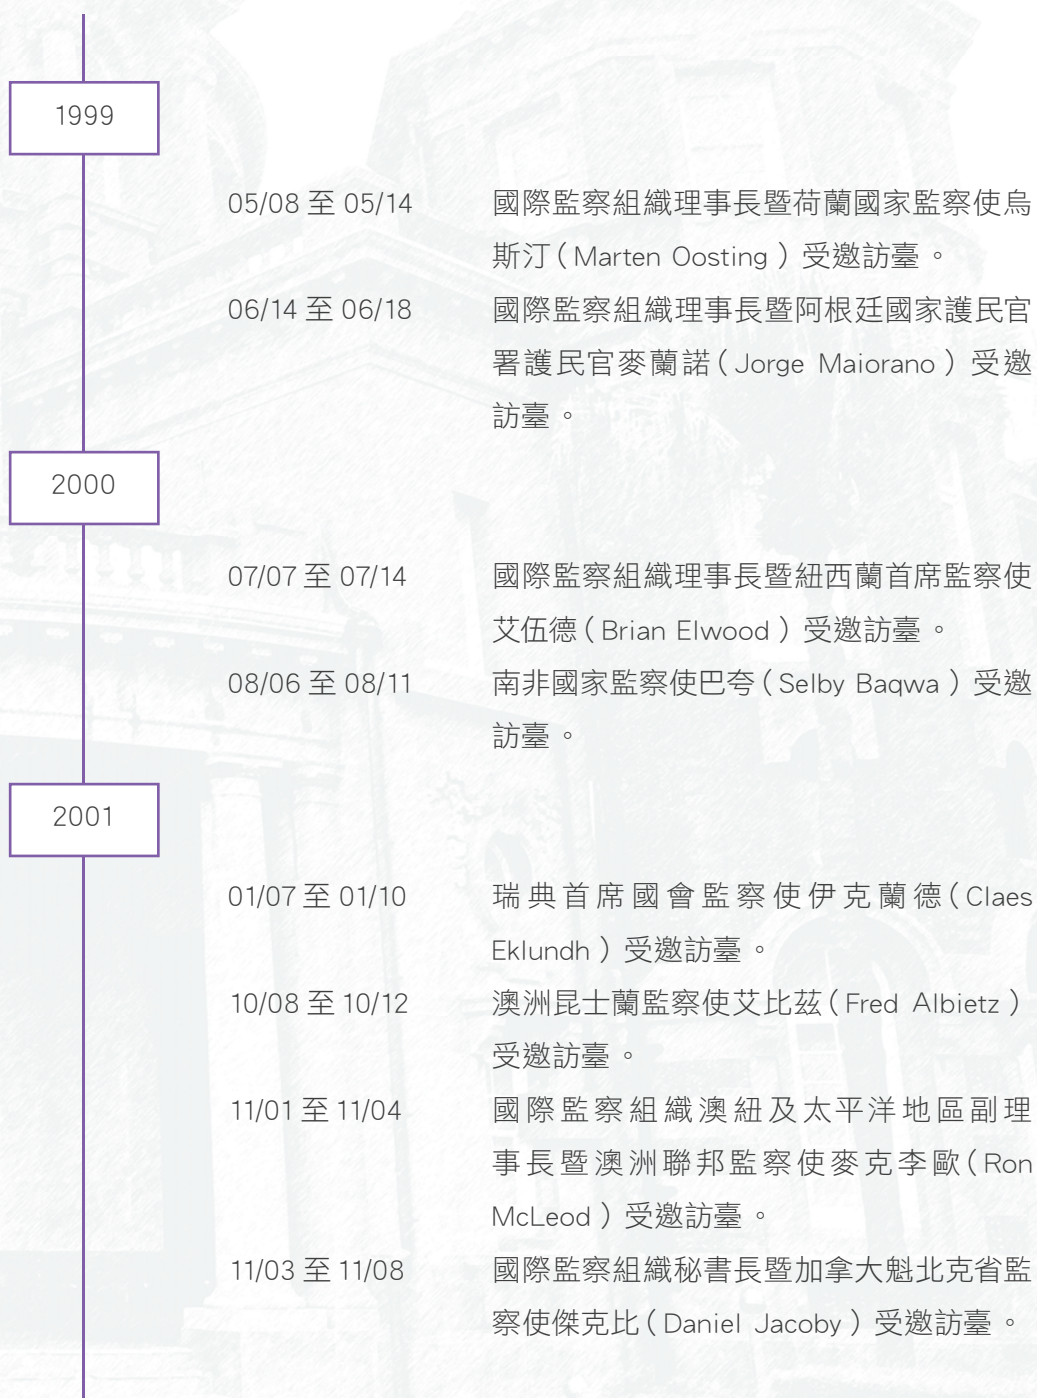 1999
05/08 至 05/14 國際監察組織理事長暨荷蘭國家監察使烏
斯汀（Marten Oosting）受邀訪臺。
06/14 至 06/18 國際監察組織理事長暨阿根廷國家護民官
署護民官麥蘭諾（Jorge Maiorano）受邀
訪臺。
2000
07/07 至 07/14 國際監察組織理事長暨紐西蘭首席監察使
艾伍德（Brian Elwood）受邀訪臺。
08/06 至 08/11 南非國家監察使巴夸（Selby Baqwa）受邀
訪臺。
2001
01/07 至 01/10 瑞典首席國會監察使伊克蘭德（Claes
Eklundh）受邀訪臺。
10/08 至 10/12 澳洲昆士蘭監察使艾比茲（Fred Albietz）
受邀訪臺。
11/01 至 11/04 國際監察組織澳紐及太平洋地區副理
事長暨澳洲聯邦監察使麥克李歐（Ron
McLeod）受邀訪臺。
11/03 至 11/08 國際監察組織秘書長暨加拿大魁北克省監
察使傑克比（Daniel Jacoby）受邀訪臺。